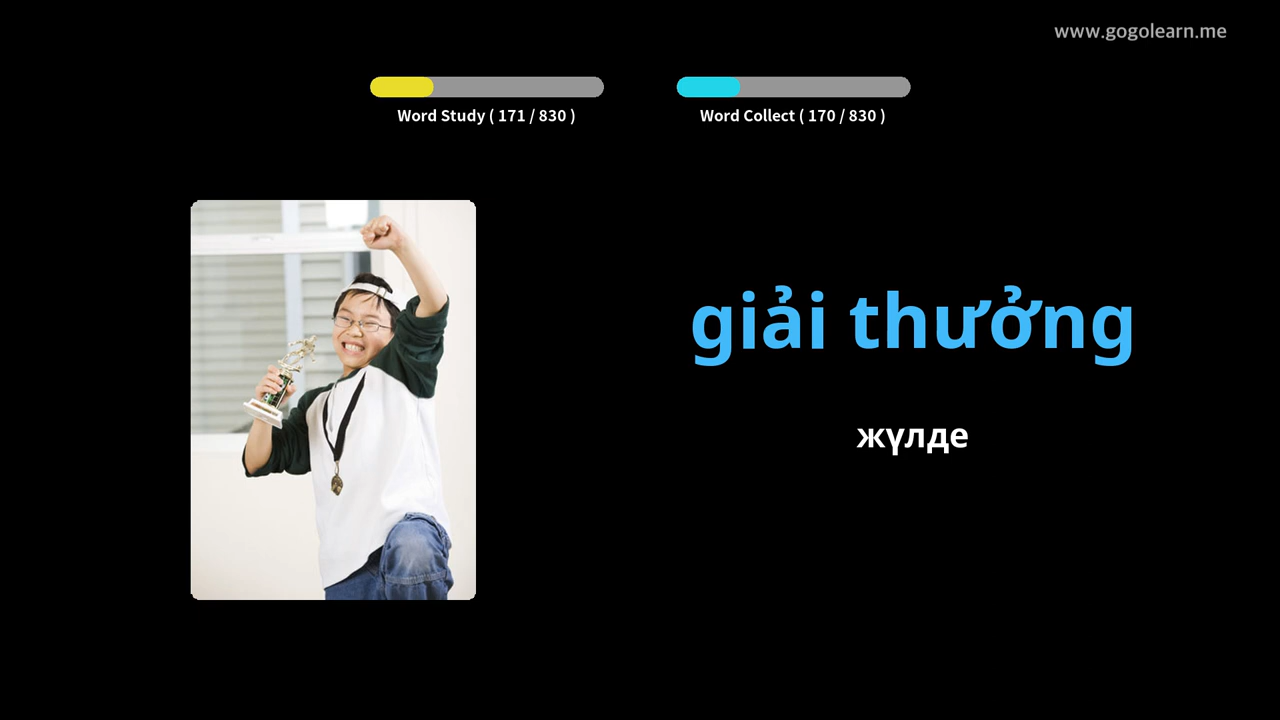 www.gogolearn.me
Word Study ( 171 / 830 )
Word Collect ( 170 / 830 )
giải thưởng
жүлде